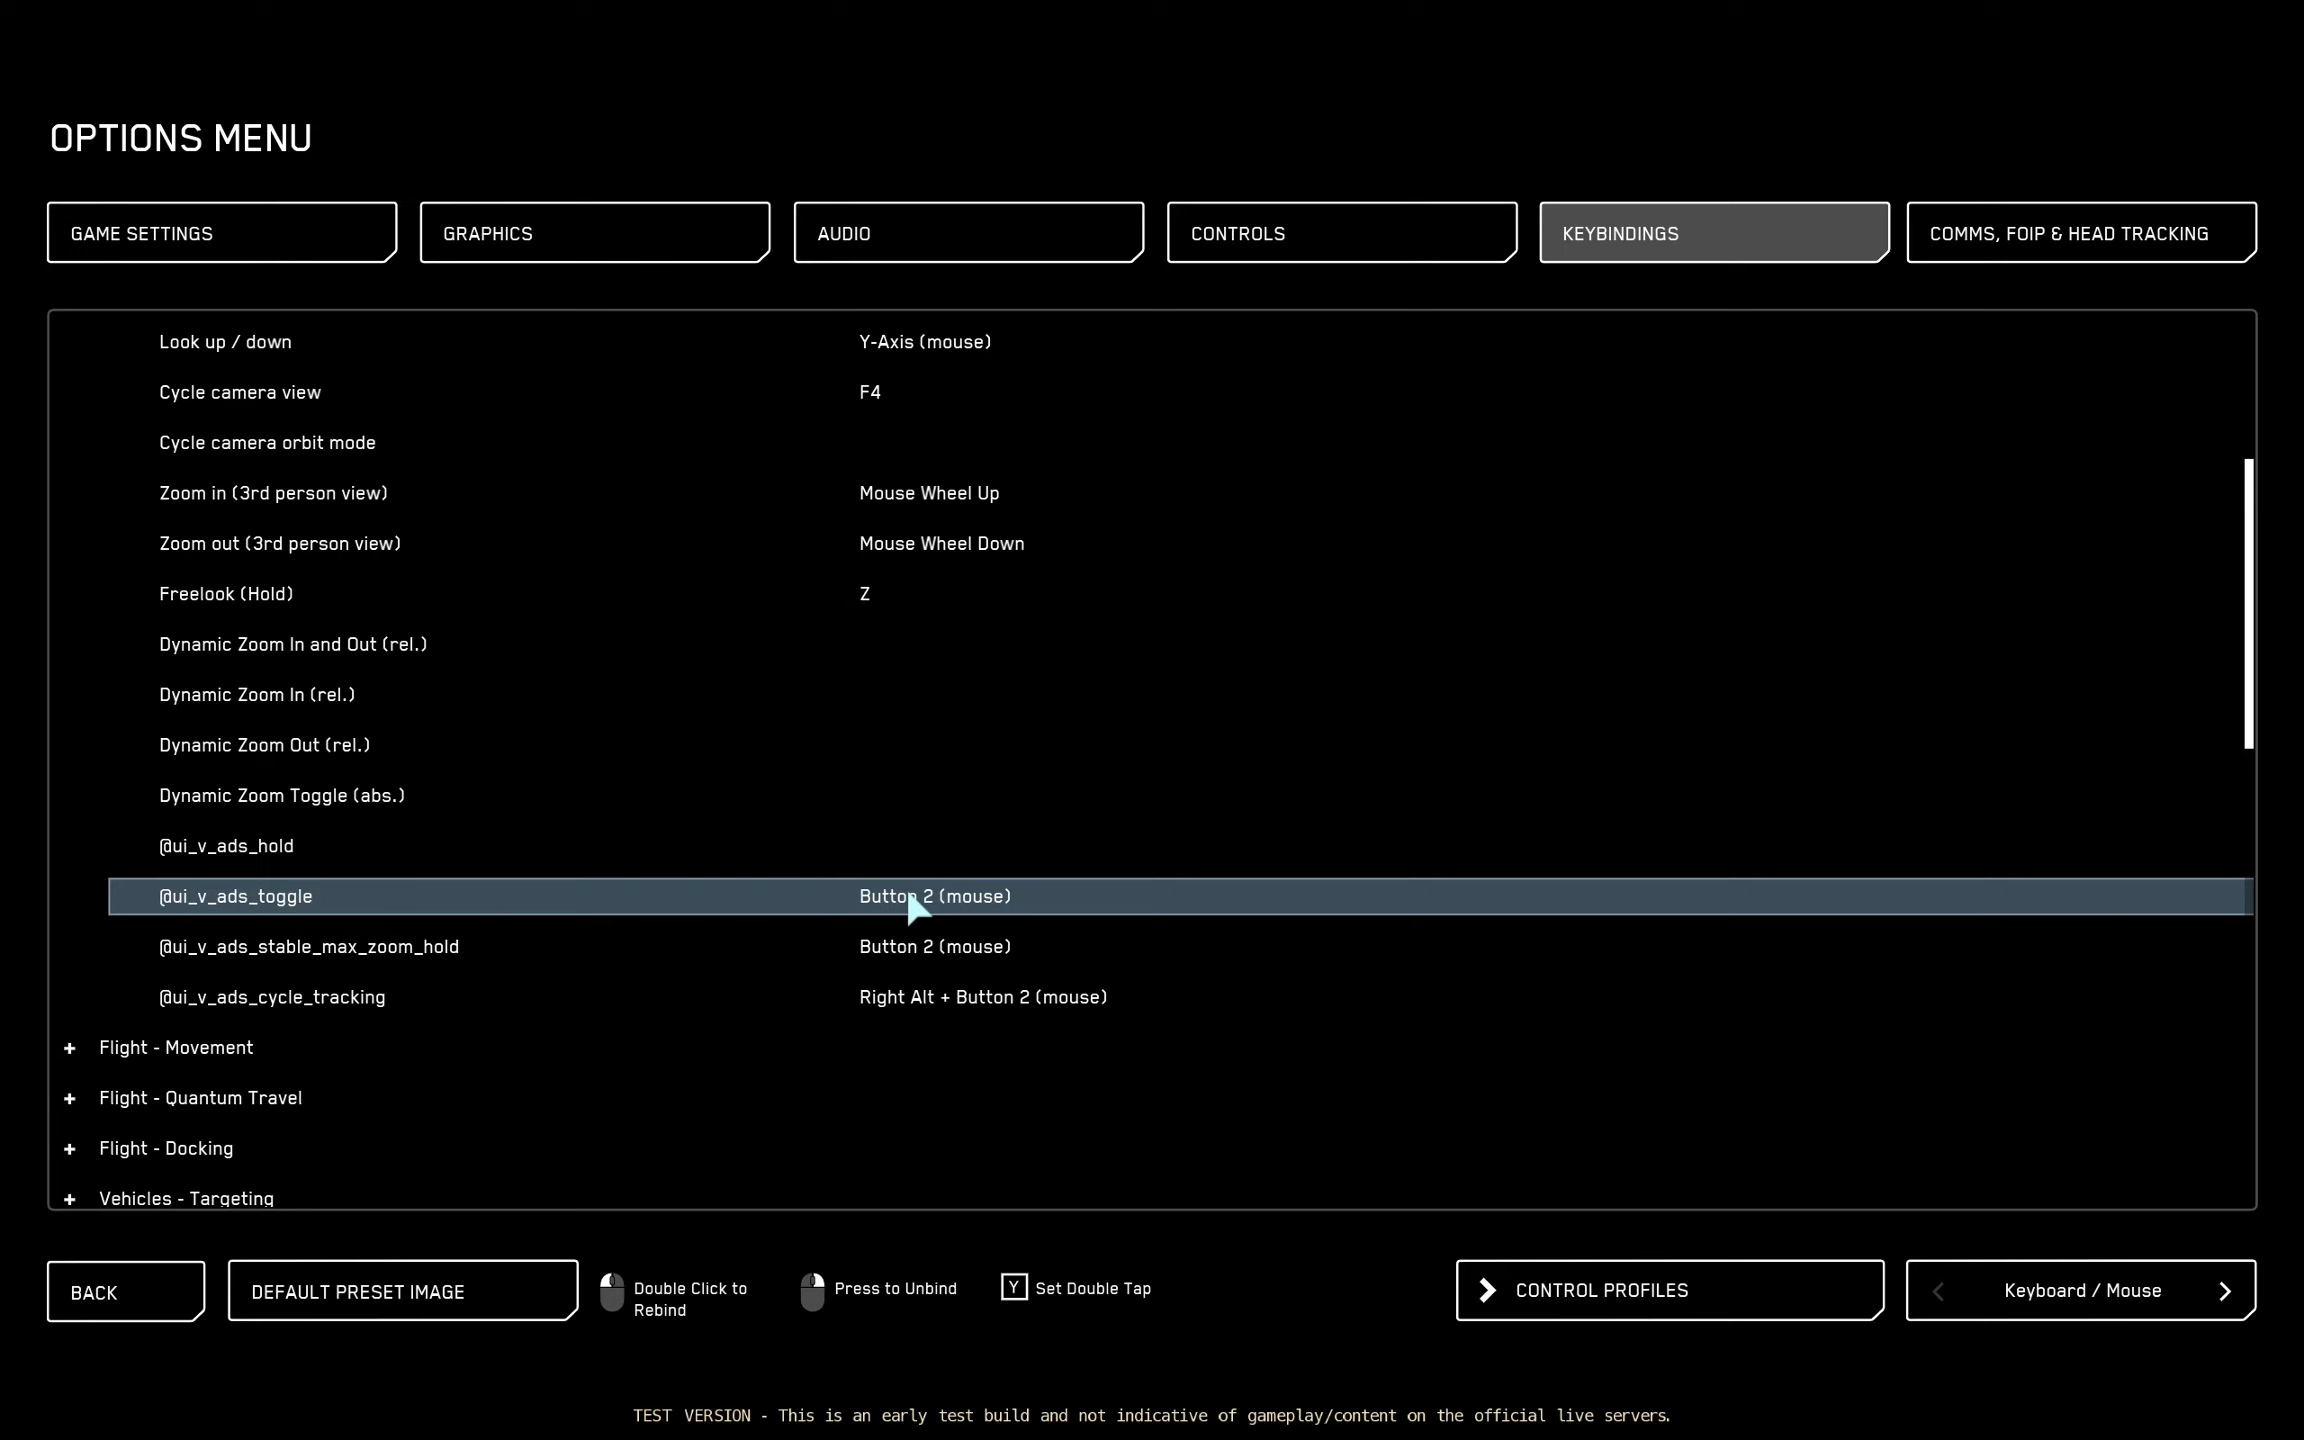 OPTIONS MENU
GAME SETTINGS
GRAPHICS
AUDIO
CONTROLS
KEYBINDINGS
COMMS, FOIP & HEAD TRACKING
Look up / down Y-Axis (mouse)
Cycle camera view F4
Cycle camera orbit mode
Zoom in (3rd person view) Mouse Wheel Up
Zoom out (3rd person view) Mouse Wheel Down
Freelook (Hold) Z
Dynamic Zoom In and Out (rel.)
Dynamic Zoom In (rel.)
Dynamic Zoom Out (rel.)
Dynamic Zoom Toggle (abs.)
@ui_v_ads_hold
@ui_v_ads_toggle Button 2 (mouse)
@ui_v_ads_stable_max_zoom_hold Button 2 (mouse)
@ui_v_ads_cycle_tracking Right Alt + Button 2 (mouse)
+ Flight - Movement
+ Flight - Quantum Travel
+ Flight - Docking
+ Vehicles - Targeting
BACK
DEFAULT PRESET IMAGE
Double Click to
Rebind
Press to Unbind
Y Set Double Tap
CONTROL PROFILES
Keyboard / Mouse
TEST VERSION - This is an early test build and not indicative of gameplay/content on the official live servers.